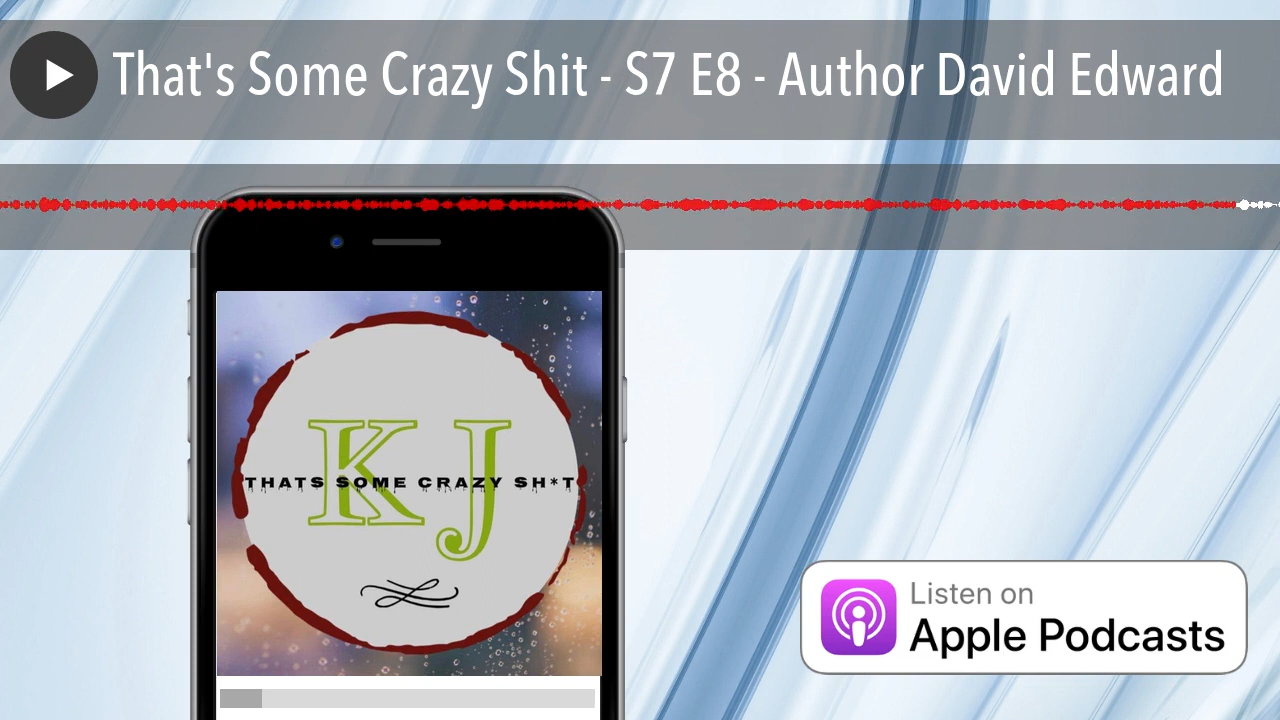 That's Some Crazy Shit - S7 E8 - Author David Edward
KJ
THATS SOME CRAZY SH*T
Listen on
Apple Podcasts